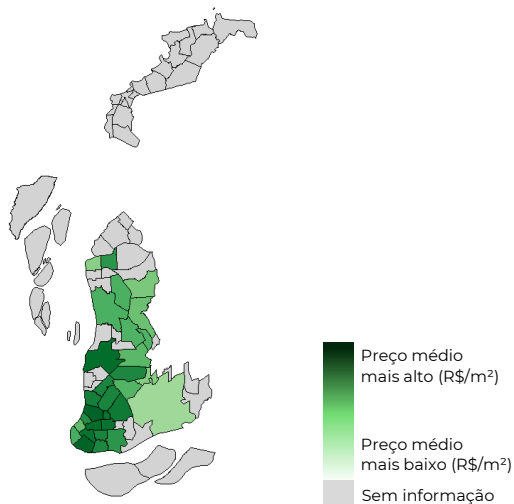 Preço médio
mais alto (R$/m²)
Preço médio
mais baixo (R$/m²)
Sem informação